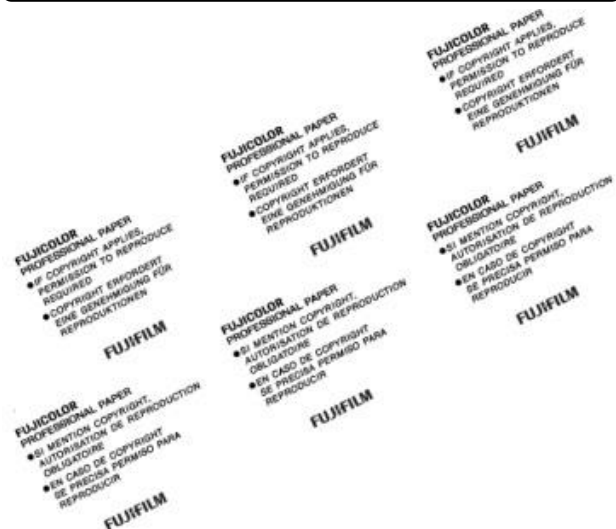 FUJICOLOR
PROFESSIONAL PAPER
●IF COPYRIGHT APPLIES,
PERMISSION TO REPRODUCE
REQUIRED
●COPYRIGHT ERFORDERT
EINE GENEHMIGUNG FÜR
REPRODUKTIONEN
FUJIFILM
FUJICOLOR
PROFESSIONAL PAPER
●IF COPYRIGHT APPLIES,
PERMISSION TO REPRODUCE
REQUIRED
●COPYRIGHT ERFORDERT
EINE GENEHMIGUNG FÜR
REPRODUKTIONEN
FUJIFILM
FUJICOLOR
PROFESSIONAL PAPER
●IF COPYRIGHT APPLIES,
PERMISSION TO REPRODUCE
REQUIRED
●COPYRIGHT ERFORDERT
EINE GENEHMIGUNG FÜR
REPRODUKTIONEN
FUJIFILM
FUJICOLOR
PROFESSIONAL PAPER
●SI MENTION COPYRIGHT,
AUTORISATION DE REPRODUCTION
OBLIGATOIRE
●EN CASO DE COPYRIGHT
SE PRECISA PERMISO PARA
REPRODUCIR
FUJIFILM
FUJICOLOR
PROFESSIONAL PAPER
●SI MENTION COPYRIGHT,
AUTORISATION DE REPRODUCTION
OBLIGATOIRE
●EN CASO DE COPYRIGHT
SE PRECISA PERMISO PARA
REPRODUCIR
FUJIFILM
FUJICOLOR
PROFESSIONAL PAPER
●SI MENTION COPYRIGHT,
AUTORISATION DE REPRODUCTION
OBLIGATOIRE
●EN CASO DE COPYRIGHT
SE PRECISA PERMISO PARA
REPRODUCIR
FUJIFILM